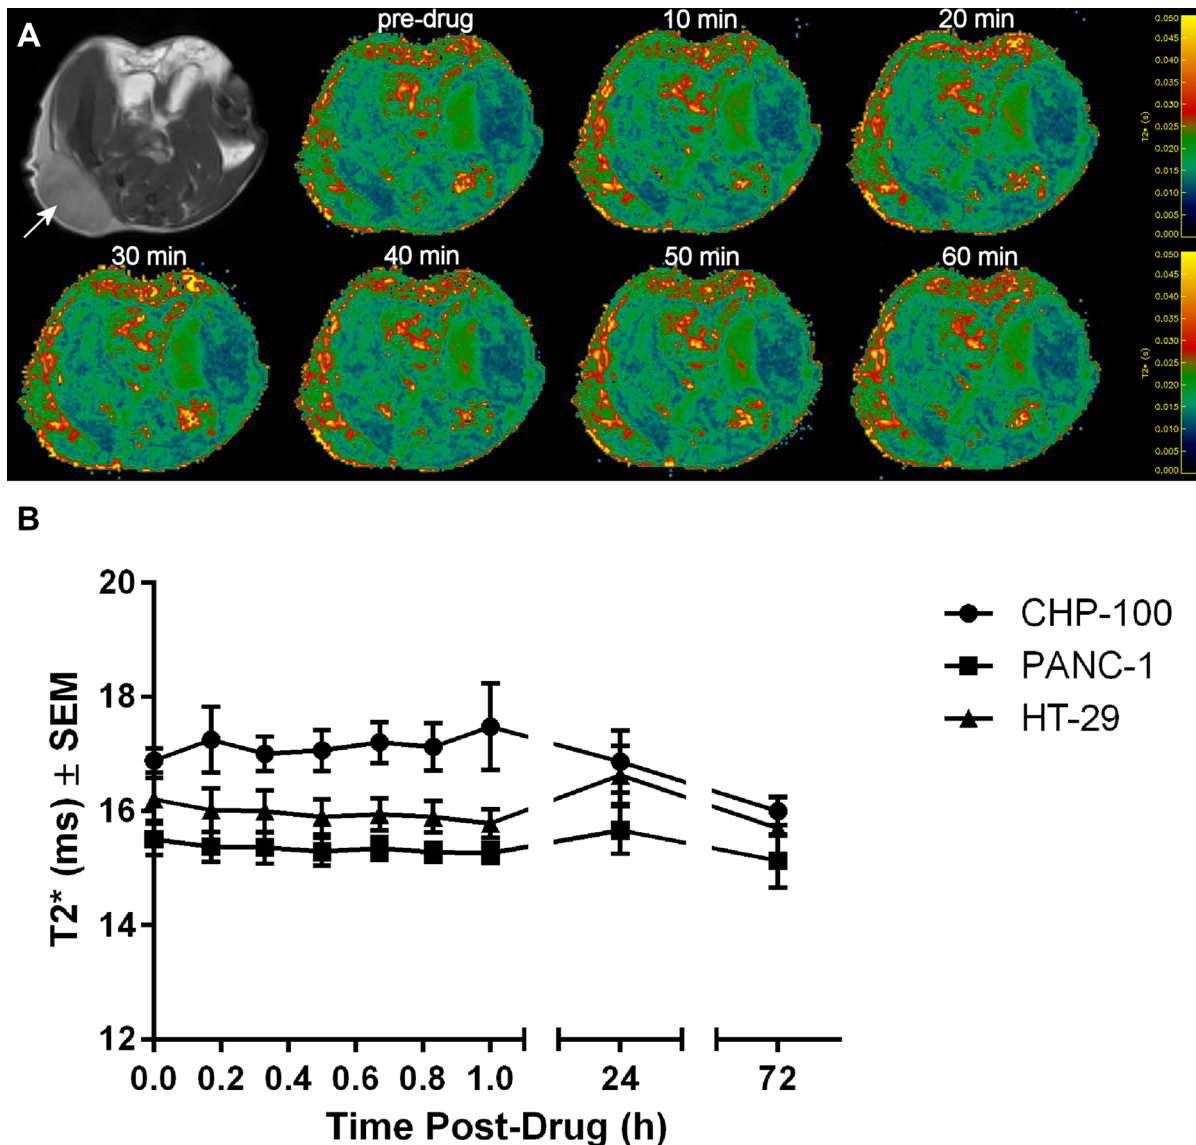 A
pre-drug
10 min
20 min
0.050
0.045
0.040
0.035
0.030
0.025
0.020
0.015
0.010
0.005
0.000
T2* (s)
30 min
40 min
50 min
60 min
0.050
0.045
0.040
0.035
0.030
0.025
0.020
0.015
0.010
0.005
0.000
T2* (s)
B
T2* (ms) ± SEM
20
18
16
14
12
0.0 0.2 0.4 0.6 0.8 1.0 24 72
Time Post-Drug (h)
CHP-100
PANC-1
HT-29